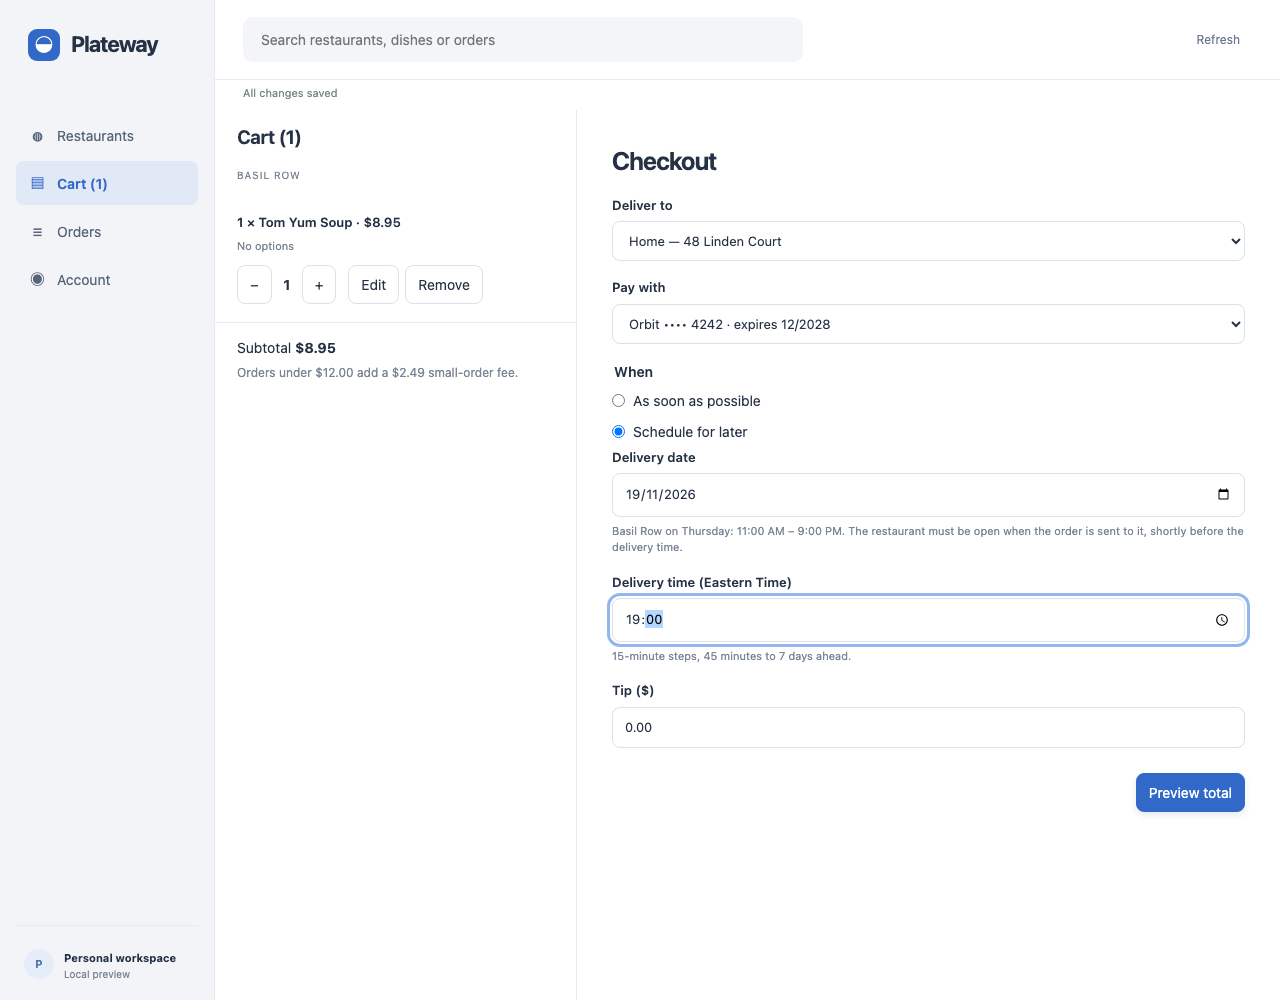 Plateway
Restaurants
Cart (1)
Orders
Account
P
Personal workspace
Local preview
Search restaurants, dishes or orders
Refresh
All changes saved
Cart (1)
BASIL ROW
1 × Tom Yum Soup · $8.95
No options
− 1 + Edit Remove
Subtotal $8.95
Orders under $12.00 add a $2.49 small-order fee.
Checkout
Deliver to
Home — 48 Linden Court
Pay with
Orbit •••• 4242 · expires 12/2028
When
As soon as possible
Schedule for later
Delivery date
19/11/2026
Basil Row on Thursday: 11:00 AM – 9:00 PM. The restaurant must be open when the order is sent to it, shortly before the
delivery time.
Delivery time (Eastern Time)
19:00
15-minute steps, 45 minutes to 7 days ahead.
Tip ($)
0.00
Preview total